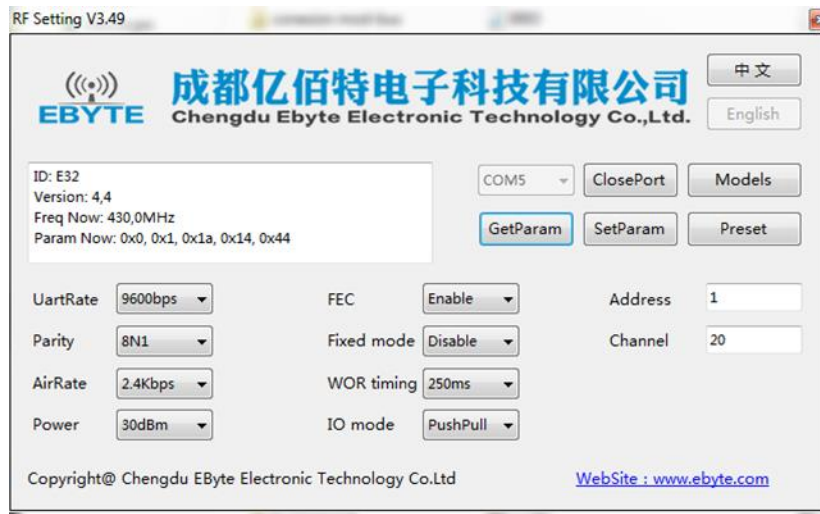 RF Setting V3.49
EBYTE
成都亿佰特电子科技有限公司
Chengdu Ebyte Electronic Technology Co.,Ltd.
中文
English
ID: E32
Version: 4,4
Freq Now: 430,0MHz
Param Now: 0x0, 0x1, 0x1a, 0x14, 0x44
COM5 ClosePort Models
GetParam SetParam Preset
UartRate 9600bps FEC Enable Address 1
Parity 8N1 Fixed mode Disable Channel 20
AirRate 2.4Kbps WOR timing 250ms
Power 30dBm IO mode PushPull
Copyright@ Chengdu EByte Electronic Technology Co.Ltd WebSite : www.ebyte.com